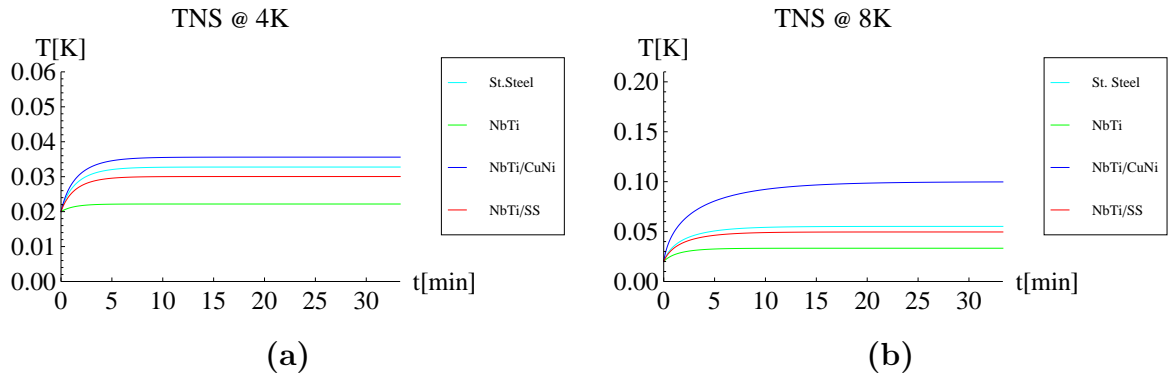 TNS @ 4K
T[K]
0.06
0.05
0.04
0.03
0.02
0.01
0.00
0 5 10 15 20 25 30
t[min]
St.Steel
NbTi
NbTi/CuNi
NbTi/SS
(a)
TNS @ 8K
T[K]
0.20
0.15
0.10
0.05
0.00
0 5 10 15 20 25 30
t[min]
St. Steel
NbTi
NbTi/CuNi
NbTi/SS
(b)